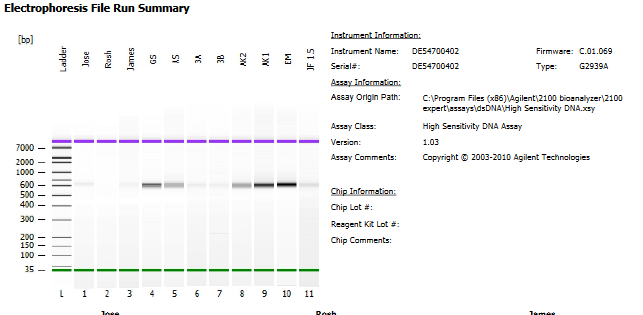 Electrophoresis File Run Summary
[bp]
Ladder
Jose
Rosh
James
GS
AS
3A
3B
AK2
AK1
EM
JF 1.5
7000
2000
1000
600
500
400
300
200
150
100
35
L 1 2 3 4 5 6 7 8 9 10 11
Instrument Information:
Instrument Name: DE54700402 Firmware: C.01.069
Serial#: DE54700402 Type: G2939A
Assay Information:
Assay Origin Path: C:\Program Files (x86)\Agilent\2100 bioanalyzer\2100
expert\assays\dsDNA\High Sensitivity DNA.xsy
Assay Class: High Sensitivity DNA Assay
Version: 1.03
Assay Comments: Copyright © 2003-2010 Agilent Technologies
Chip Information:
Chip Lot #:
Reagent Kit Lot #:
Chip Comments:
Jose Rosh James